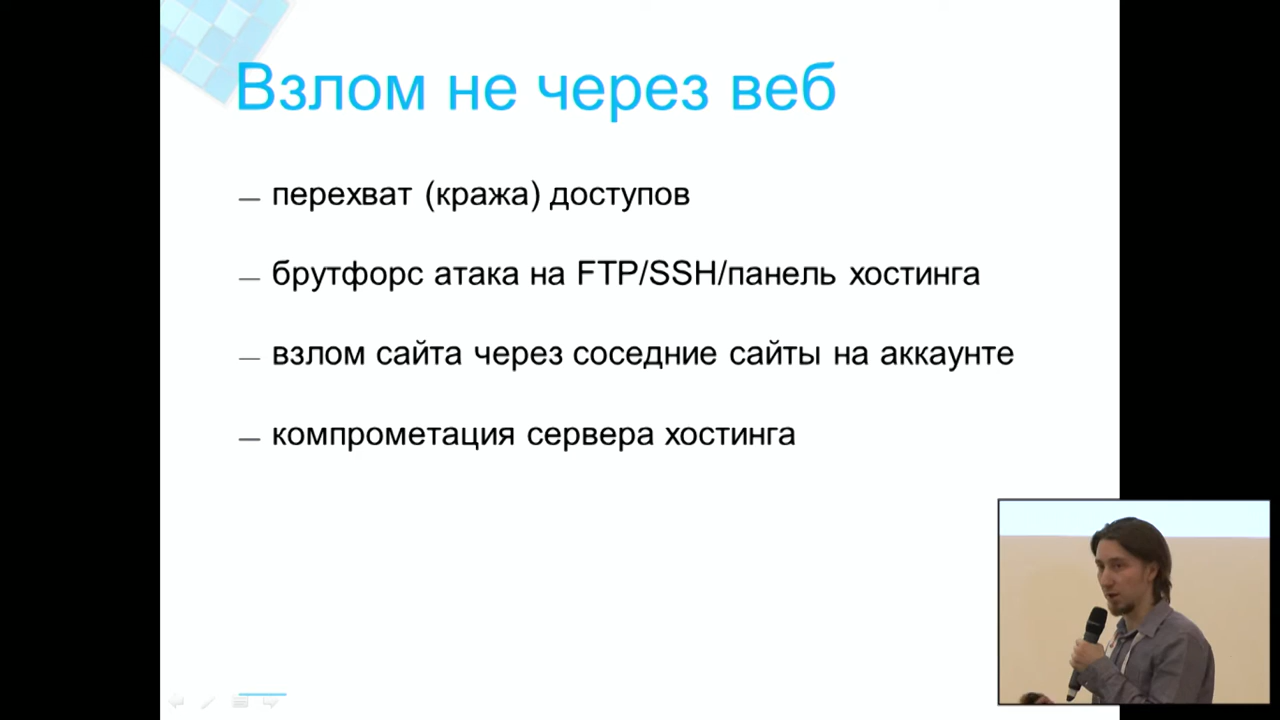 Взлом не через веб
— перехват (кража) доступов
— брутфорс атака на FTP/SSH/панель хостинга
— взлом сайта через соседние сайты на аккаунте
— компрометация сервера хостинга